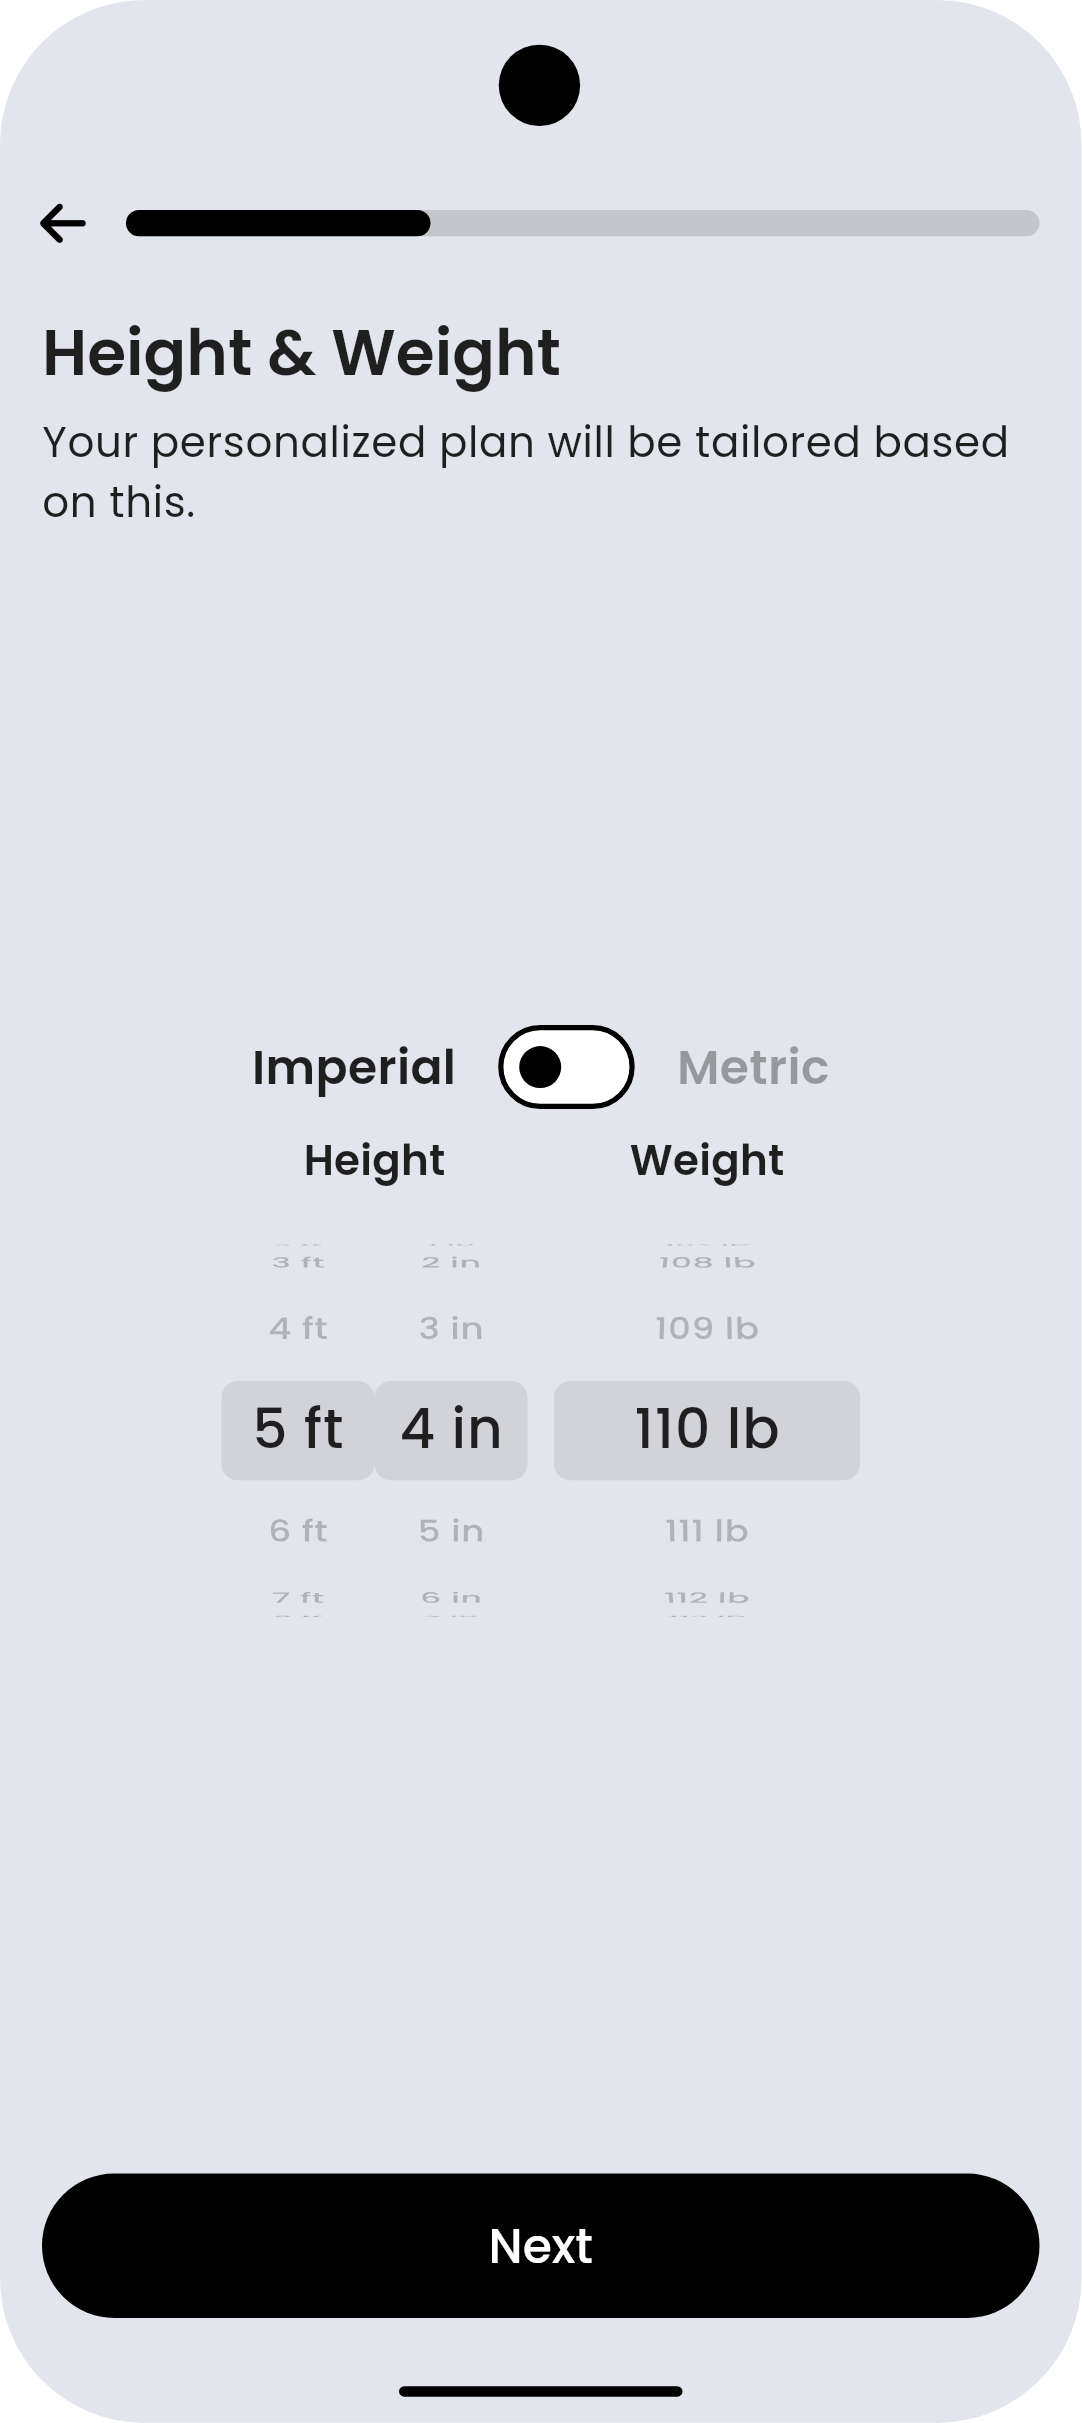 Height & Weight
Your personalized plan will be tailored based
on this.
Imperial Metric
Height Weight
3 ft 2 in 108 lb
4 ft 3 in 109 lb
5 ft 4 in 110 lb
6 ft 5 in 111 lb
7 ft 6 in 112 lb
Next